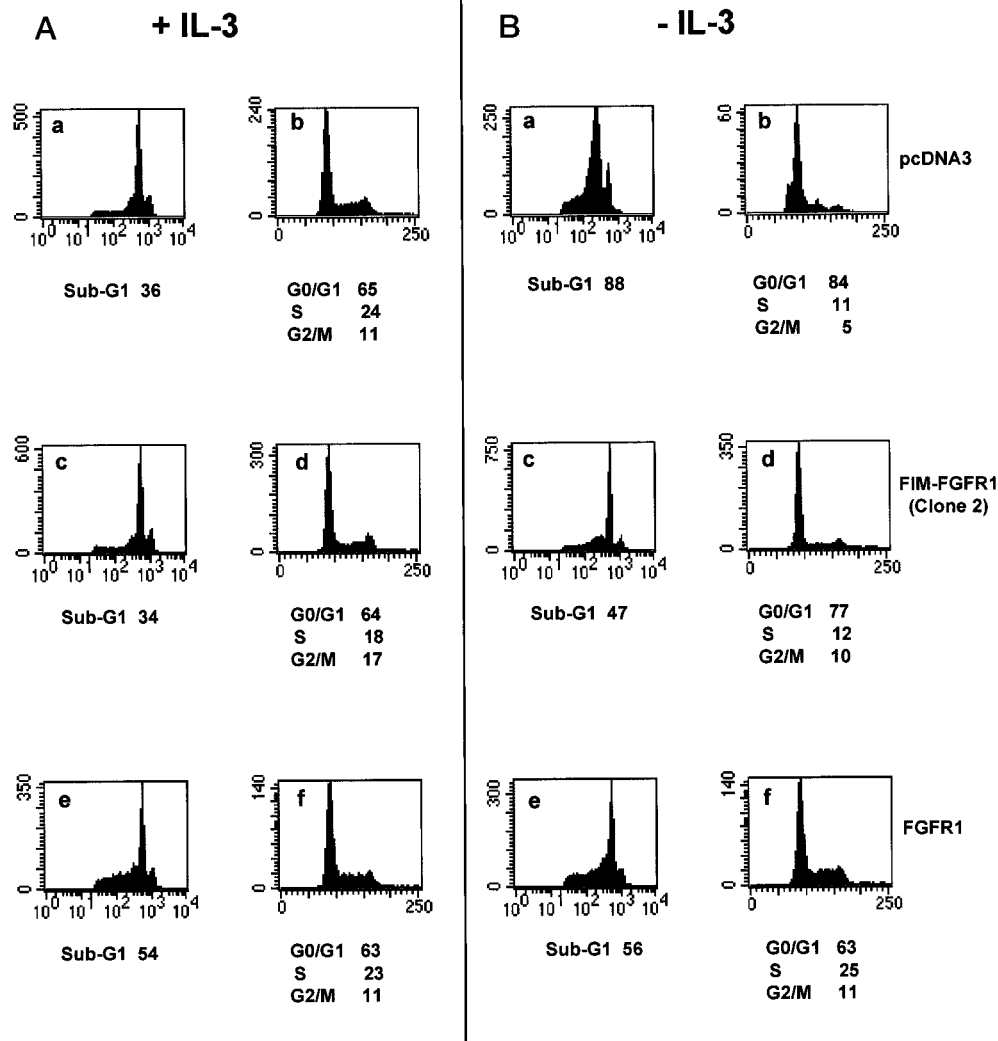 A + IL-3
B - IL-3
500
0
a
10^0 10^1 10^2 10^3 10^4
Sub-G1 36
240
0
b
0 250
G0/G1 65
S 24
G2/M 11
250
0
a
10^0 10^1 10^2 10^3 10^4
Sub-G1 88
60
0
b
0 250
G0/G1 84
S 11
G2/M 5
pcDNA3
600
0
c
10^0 10^1 10^2 10^3 10^4
Sub-G1 34
300
0
d
0 250
G0/G1 64
S 18
G2/M 17
750
0
c
10^0 10^1 10^2 10^3 10^4
Sub-G1 47
350
0
d
0 250
G0/G1 77
S 12
G2/M 10
FIM-FGFR1
(Clone 2)
350
0
e
10^0 10^1 10^2 10^3 10^4
Sub-G1 54
140
0
f
0 250
G0/G1 63
S 23
G2/M 11
300
0
e
10^0 10^1 10^2 10^3 10^4
Sub-G1 56
140
0
f
0 250
G0/G1 63
S 25
G2/M 11
FGFR1